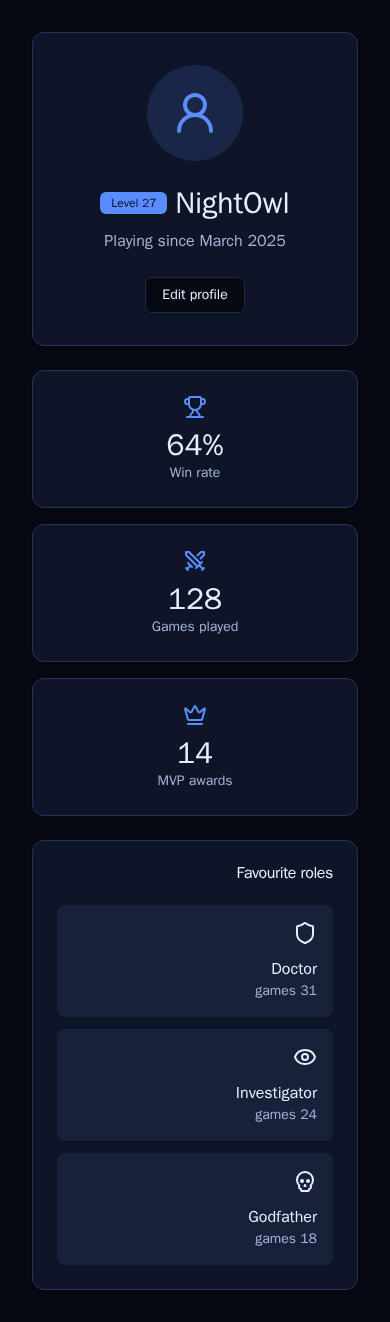 Level 27 NightOwl
Playing since March 2025
Edit profile
64%
Win rate
128
Games played
14
MVP awards
Favourite roles
Doctor
games 31
Investigator
games 24
Godfather
games 18